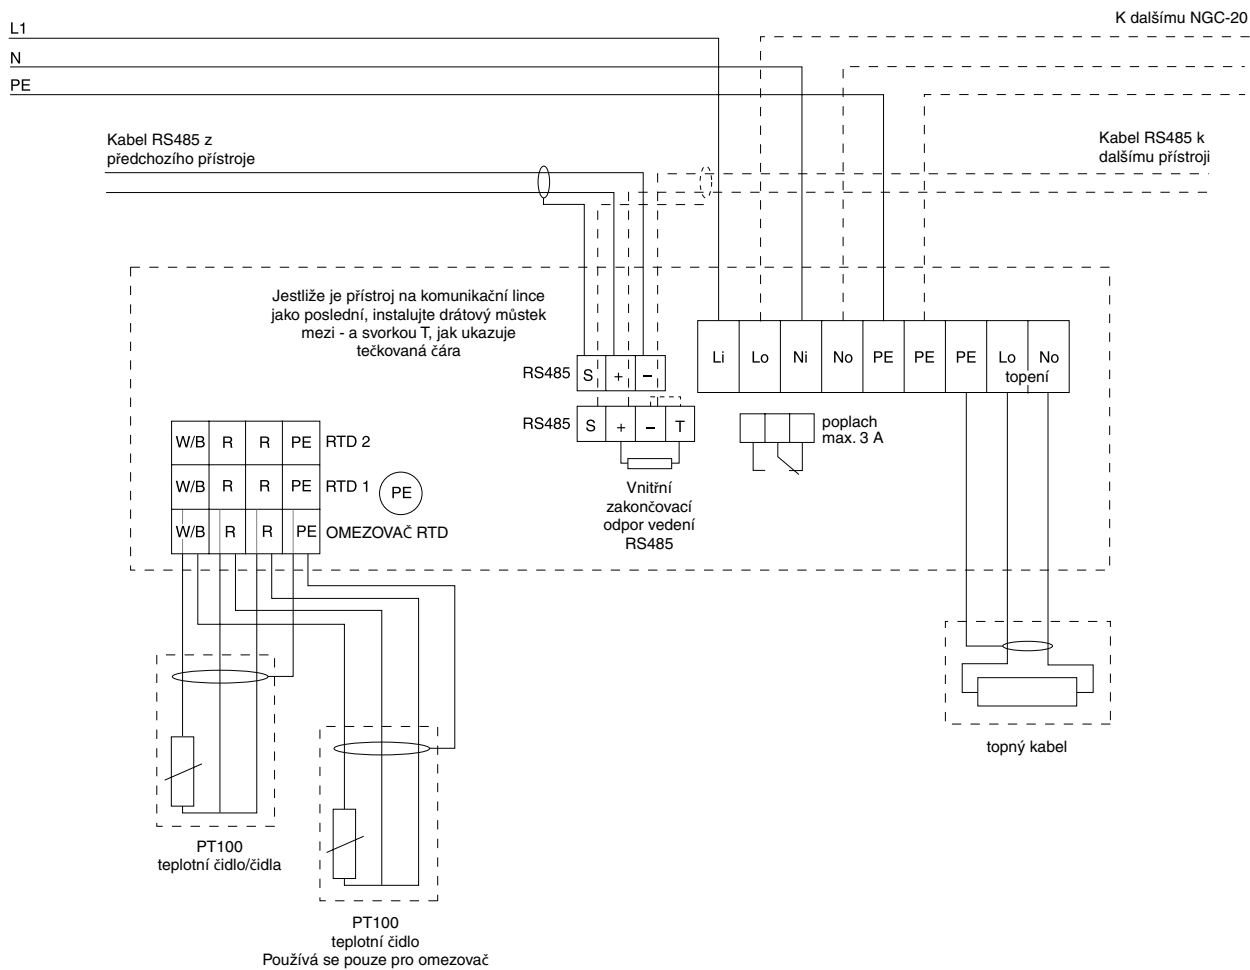 K dalšímu NGC-20
L1
N
PE
Kabel RS485 z
předchozího přístroje
Kabel RS485 k
dalšímu přístroji
Jestliže je přístroj na komunikační lince
jako poslední, instalujte drátový můstek
mezi - a svorkou T, jak ukazuje
tečkovaná čára
Li Lo Ni No PE PE PE Lo No
topení
RS485 S + –
RS485 S + – T
poplach
max. 3 A
W/B R R PE RTD 2
W/B R R PE RTD 1 PE
W/B R R PE OMEZOVAČ RTD
Vnitřní
zakončovací
odpor vedení
RS485
topný kabel
PT100
teplotní čidlo/čidla
PT100
teplotní čidlo
Používá se pouze pro omezovač